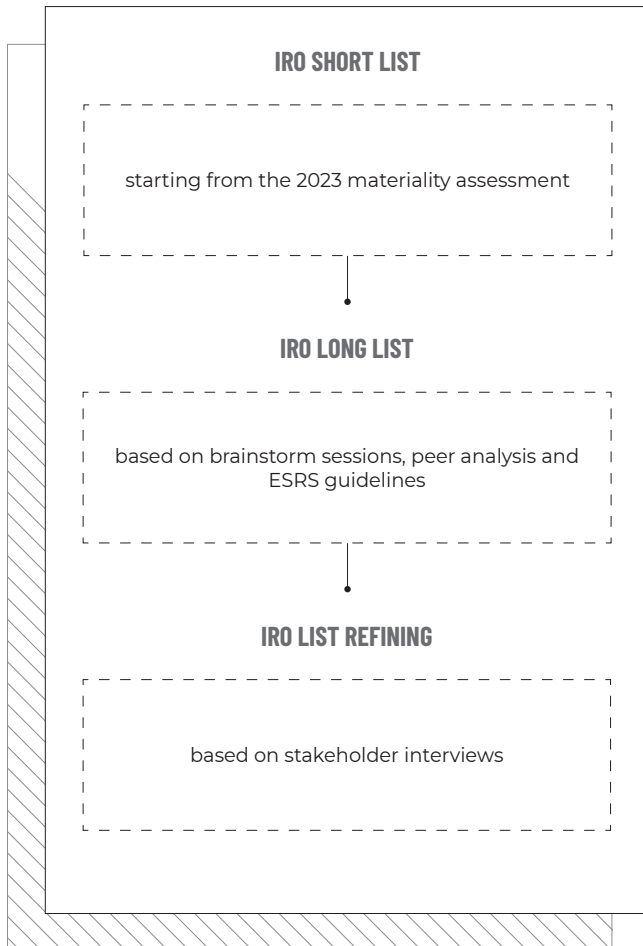 IRO SHORT LIST
starting from the 2023 materiality assessment
IRO LONG LIST
based on brainstorm sessions, peer analysis and
ESRS guidelines
IRO LIST REFINING
based on stakeholder interviews